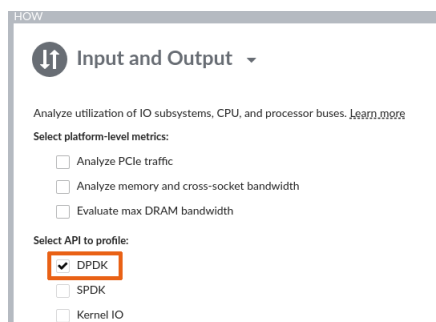 HOW
Input and Output
Analyze utilization of IO subsystems, CPU, and processor buses. Learn more
Select platform-level metrics:
Analyze PCIe traffic
Analyze memory and cross-socket bandwidth
Evaluate max DRAM bandwidth
Select API to profile:
DPDK
SPDK
Kernel IO